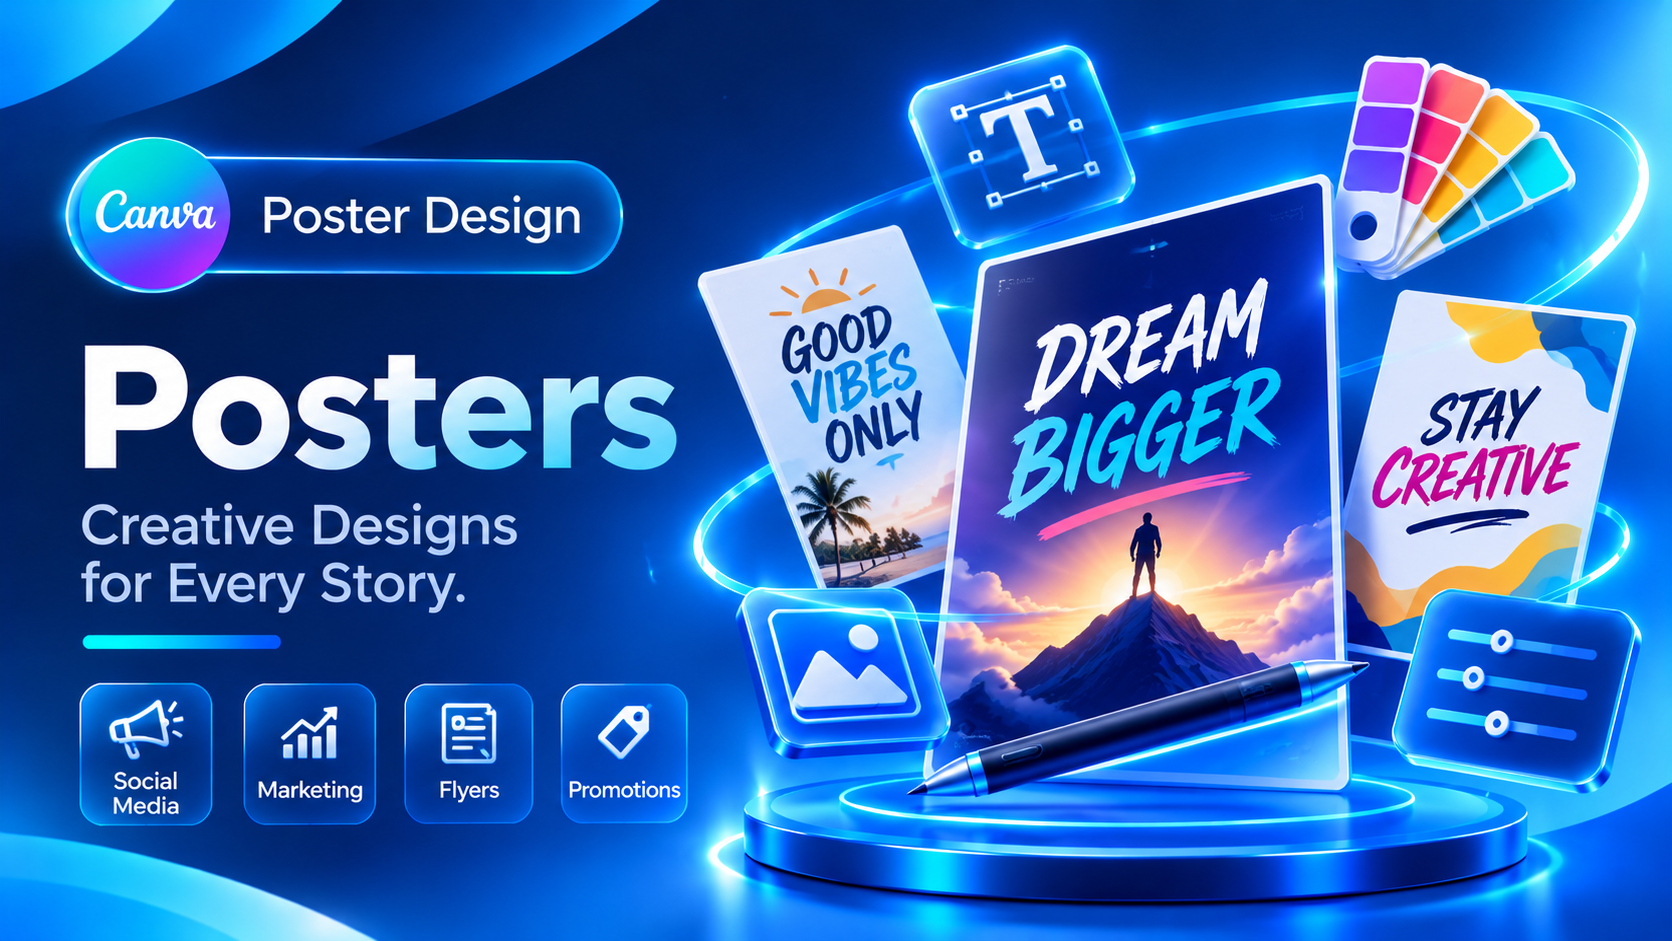 Canva
Poster Design
Posters
Creative Designs
for Every Story.
Social
Media
Marketing
Flyers
Promotions
T
GOOD
VIBES
ONLY
DREAM
BIGGER
STAY
CREATIVE